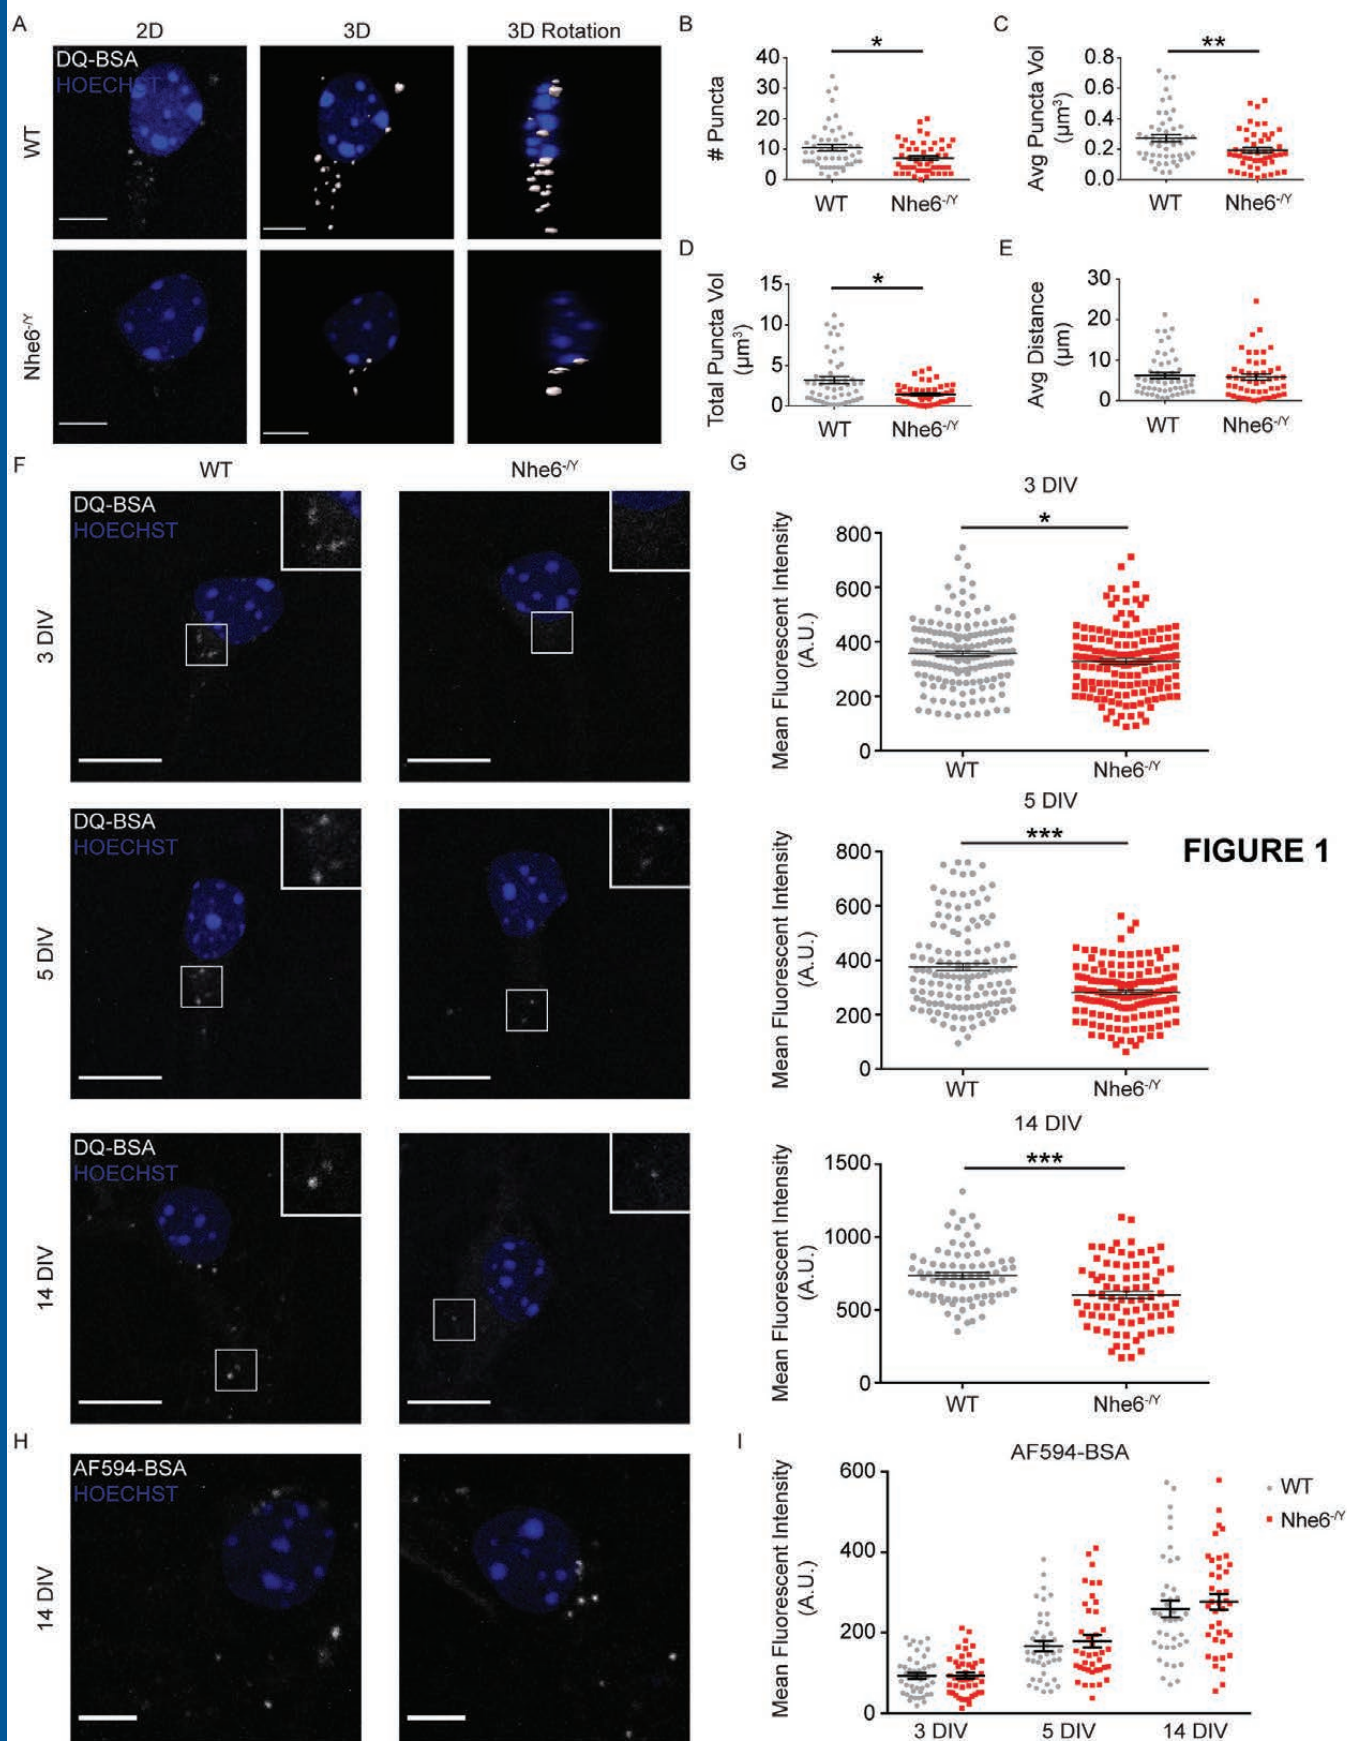 A
2D
3D
3D Rotation
DQ-BSA
HOECHST
WT
Nhe6-/Y
B
*
# Puncta
40
30
20
10
0
WT
Nhe6-/Y
C
**
Avg Puncta Vol
(µm³)
0.8
0.6
0.4
0.2
0.0
WT
Nhe6-/Y
D
*
Total Puncta Vol
(µm³)
15
10
5
0
WT
Nhe6-/Y
E
Avg Distance
(µm)
30
20
10
0
WT
Nhe6-/Y
F
WT
Nhe6-/Y
3 DIV
DQ-BSA
HOECHST
5 DIV
DQ-BSA
HOECHST
14 DIV
DQ-BSA
HOECHST
G
3 DIV
*
Mean Fluorescent Intensity
(A.U.)
800
600
400
200
0
WT
Nhe6-/Y
5 DIV
***
FIGURE 1
Mean Fluorescent Intensity
(A.U.)
800
600
400
200
0
WT
Nhe6-/Y
14 DIV
***
Mean Fluorescent Intensity
(A.U.)
1500
1000
500
0
WT
Nhe6-/Y
H
AF594-BSA
HOECHST
14 DIV
I
AF594-BSA
Mean Fluorescent Intensity
(A.U.)
600
400
200
0
WT
Nhe6-/Y
3 DIV
5 DIV
14 DIV